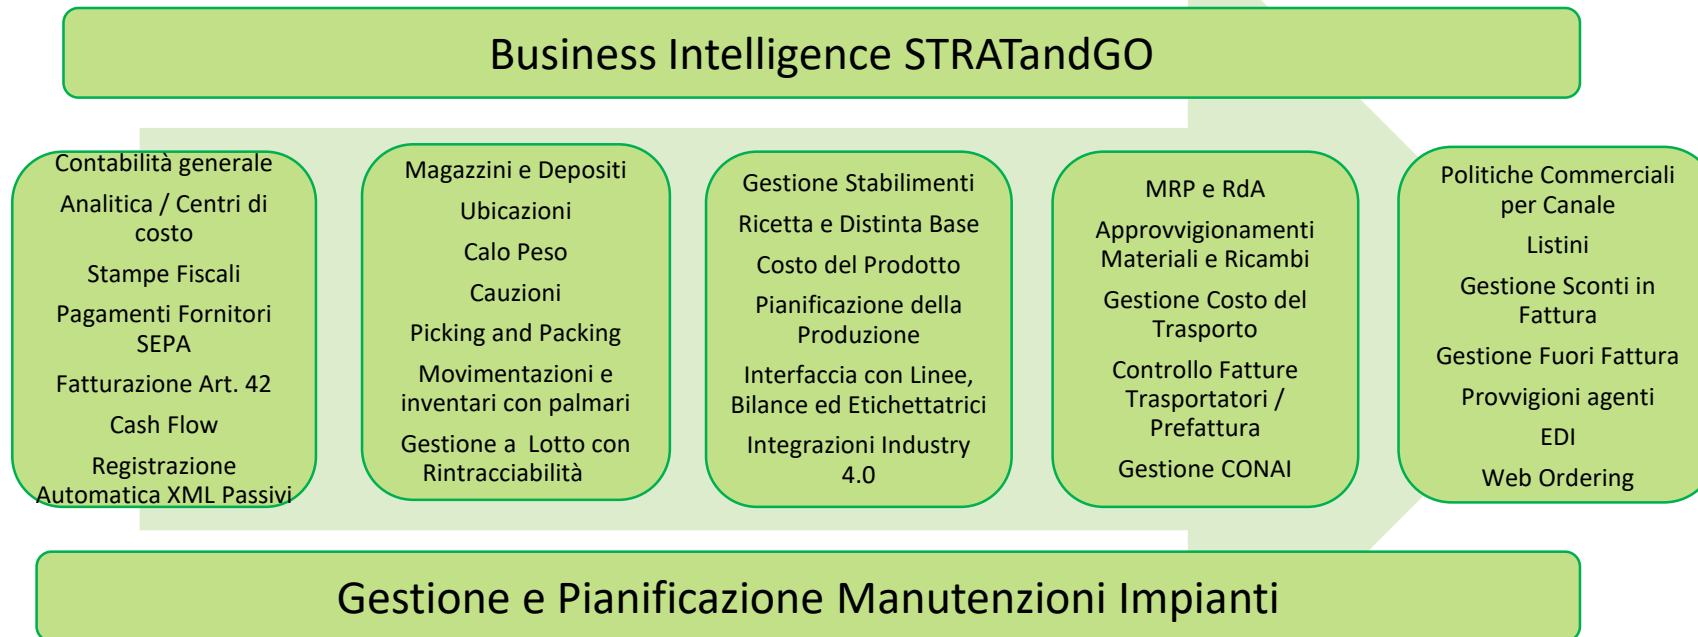 Business Intelligence STRATandGO
Contabilità generale
Analitica / Centri di
costo
Stampe Fiscali
Pagamenti Fornitori
SEPA
Fatturazione Art. 42
Cash Flow
Registrazione
Automatica XML Passivi
Magazzini e Depositi
Ubicazioni
Calo Peso
Cauzioni
Picking and Packing
Movimentazioni e
inventari con palmari
Gestione a Lotto con
Rintracciabilità
Gestione Stabilimenti
Ricetta e Distinta Base
Costo del Prodotto
Pianificazione della
Produzione
Interfaccia con Linee,
Bilance ed Etichettatrici
Integrazioni Industry
4.0
MRP e RdA
Approvvigionamenti
Materiali e Ricambi
Gestione Costo del
Trasporto
Controllo Fatture
Trasportatori /
Prefattura
Gestione CONAI
Politiche Commerciali
per Canale
Listini
Gestione Sconti in
Fattura
Gestione Fuori Fattura
Provvigioni agenti
EDI
Web Ordering
Gestione e Pianificazione Manutenzioni Impianti